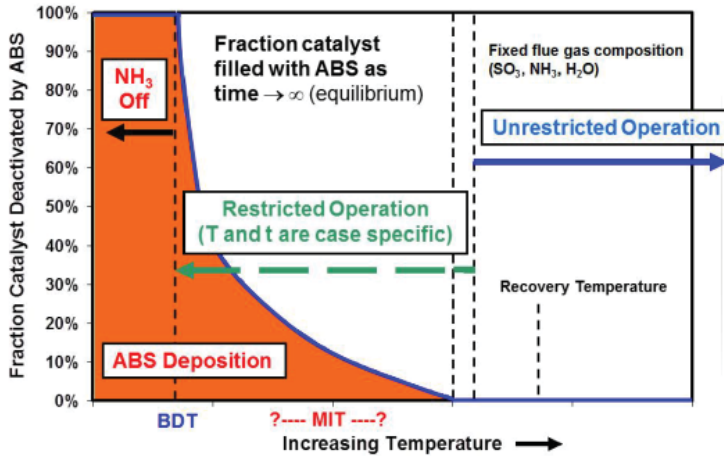 Fraction Catalyst Deactivated by ABS
100%
90%
80%
70%
60%
50%
40%
30%
20%
10%
0%
NH3
Off
Fraction catalyst
filled with ABS as
time → ∞ (equilibrium)
Fixed flue gas composition
(SO3, NH3, H2O)
Unrestricted Operation
Restricted Operation
(T and t are case specific)
Recovery Temperature
ABS Deposition
BDT
?---- MIT ----?
Increasing Temperature